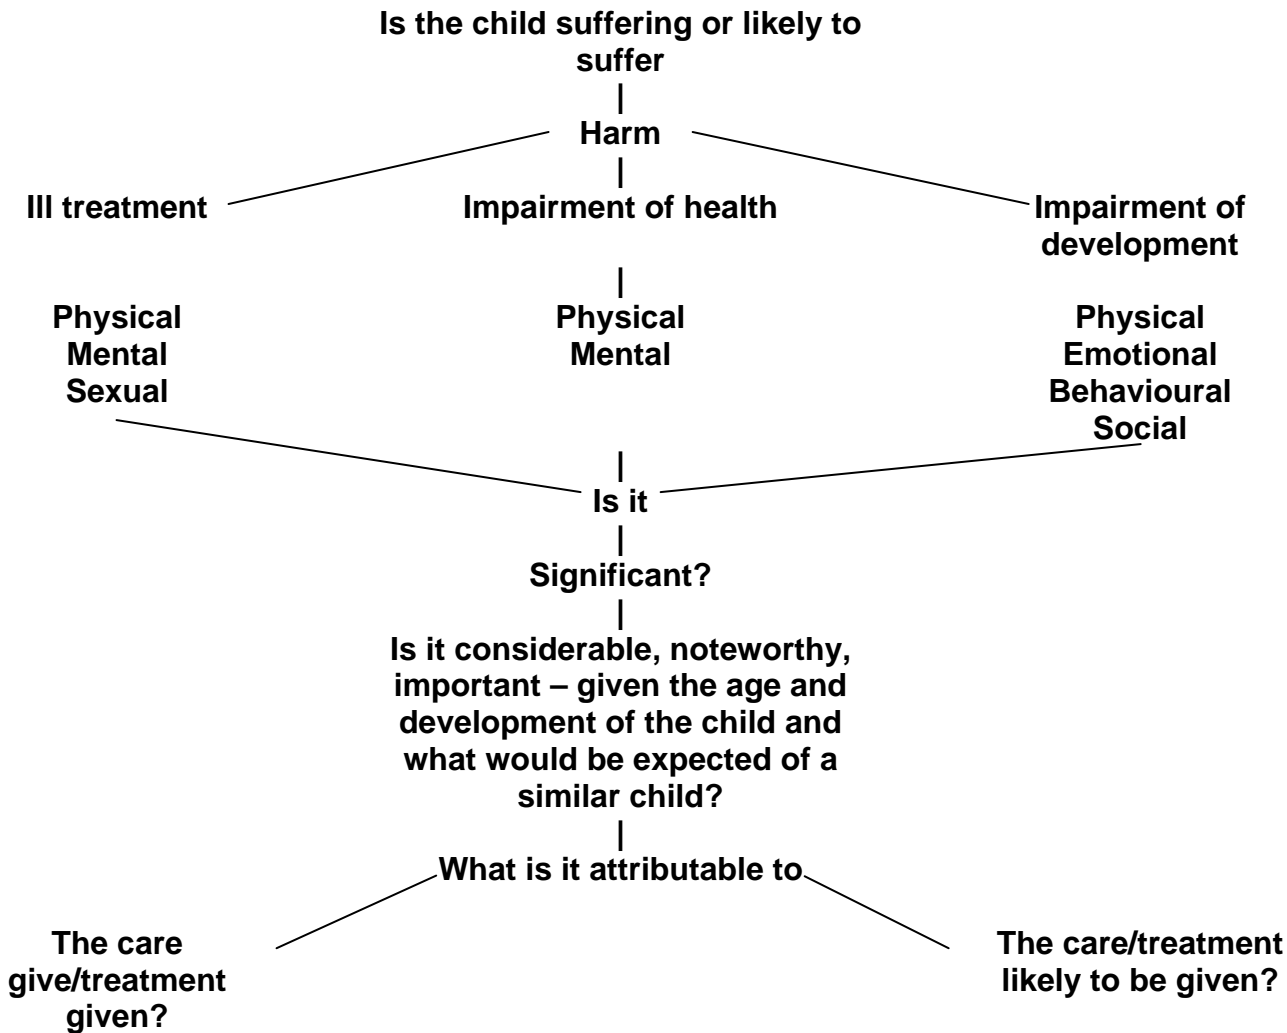 Is the child suffering or likely to
suffer
Harm
Ill treatment
Impairment of health
Impairment of
development
Physical
Mental
Sexual
Physical
Mental
Physical
Emotional
Behavioural
Social
Is it
Significant?
Is it considerable, noteworthy,
important – given the age and
development of the child and
what would be expected of a
similar child?
What is it attributable to
The care
give/treatment
given?
The care/treatment
likely to be given?